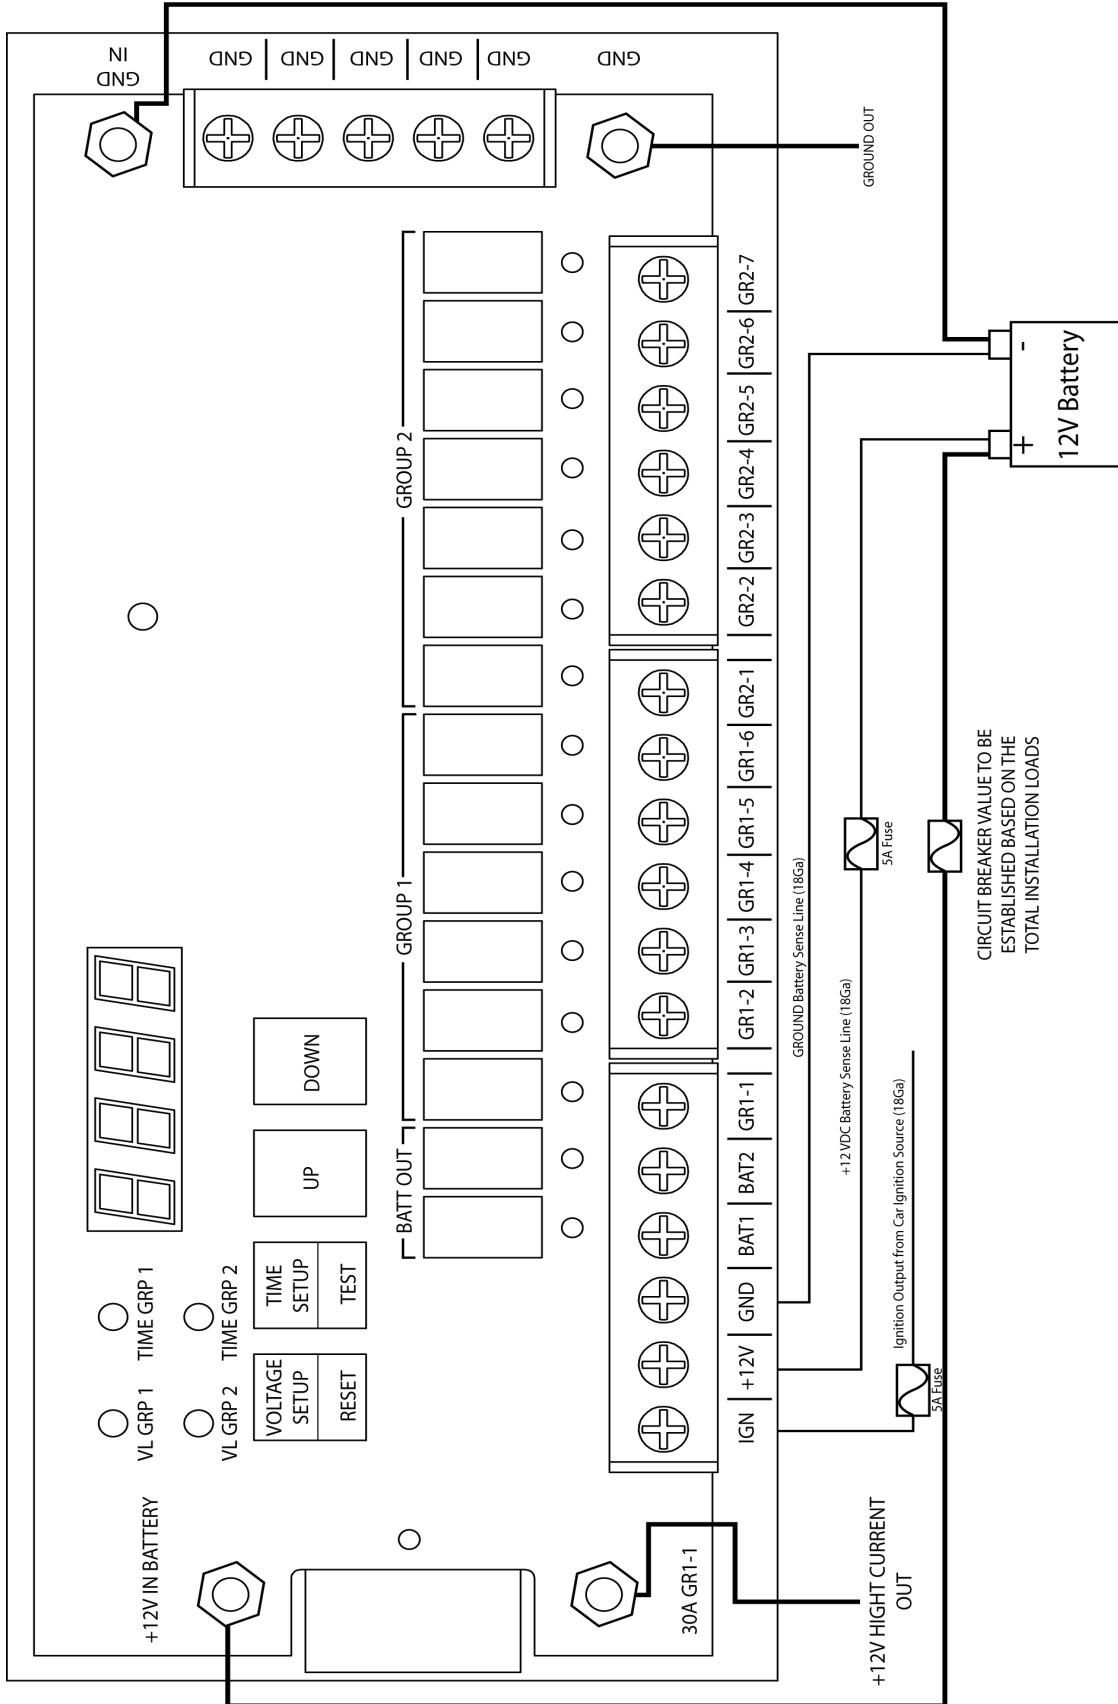 +12V IN BATTERY
VL GRP 1
VL GRP 2
TIME GRP 1
TIME GRP 2
VOLTAGE
SETUP
RESET
TIME
SETUP
TEST
UP
DOWN
GND
IN
GND
GND
GND
GND
GND
GND
BATT OUT
GROUP 1
GROUP 2
30A GR1-1
IGN
+12V
GND
BAT1
BAT2
GR1-1
GR1-2
GR1-3
GR1-4
GR1-5
GR1-6
GR2-1
GR2-2
GR2-3
GR2-4
GR2-5
GR2-6
GR2-7
GROUND OUT
GROUND Battery Sense Line (18Ga)
+12 VDC Battery Sense Line (18Ga)
5A Fuse
Ignition Output from Car Ignition Source (18Ga)
5A Fuse
+12V HIGHT CURRENT
OUT
CIRCUIT BREAKER VALUE TO BE
ESTABLISHED BASED ON THE
TOTAL INSTALLATION LOADS
+
-
12V Battery